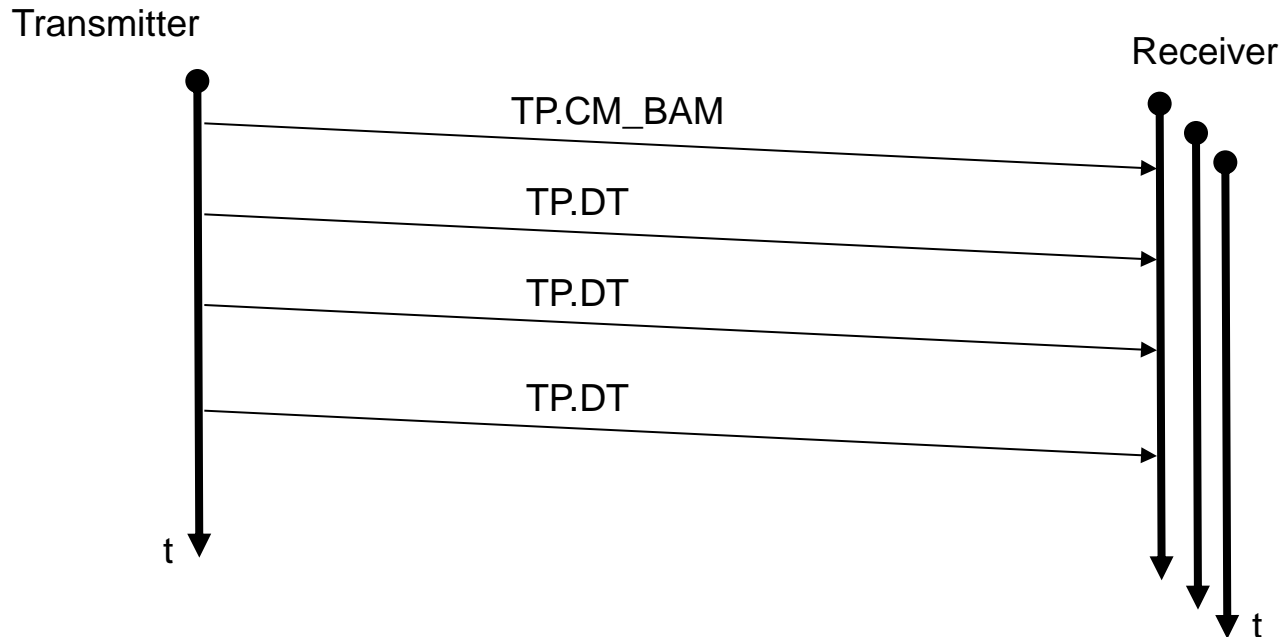 Transmitter
Receiver
TP.CM_BAM
TP.DT
TP.DT
TP.DT
t
t